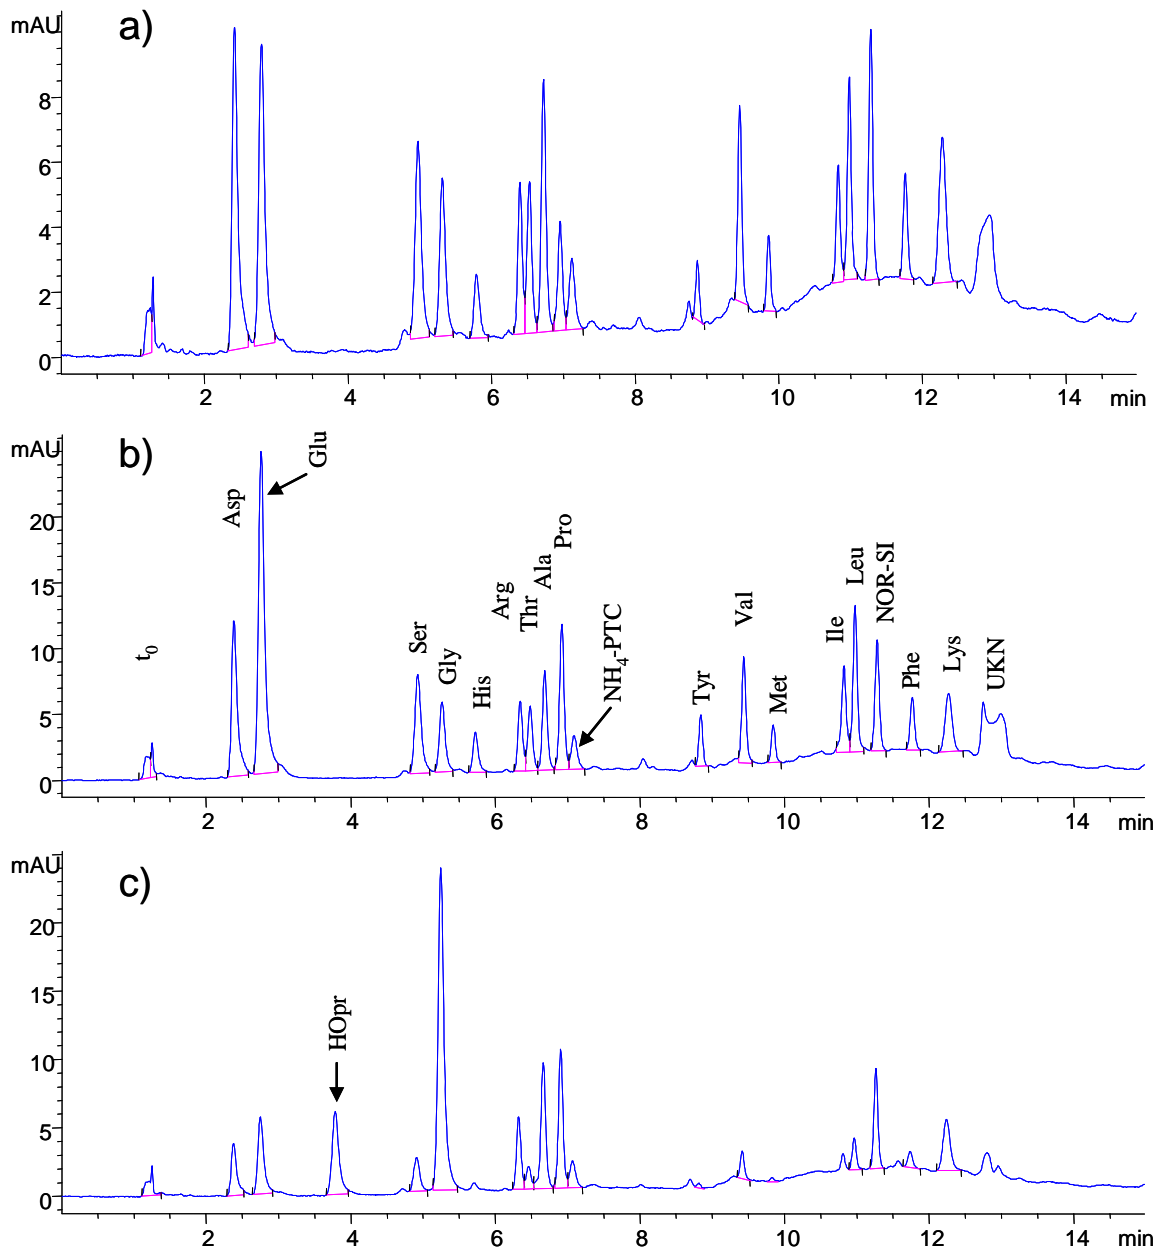 mAU
a)
8
6
4
2
0
2 4 6 8 10 12 14 min
mAU
b)
Glu
Asp
t0
Ser
Gly
His
Arg
Thr
Ala
Pro
NH4-PTC
Tyr
Val
Met
Ile
Leu
NOR-SI
Phe
Lys
UKN
20
15
10
5
0
2 4 6 8 10 12 14 min
mAU
c)
HOpr
20
15
10
5
0
2 4 6 8 10 12 14 min